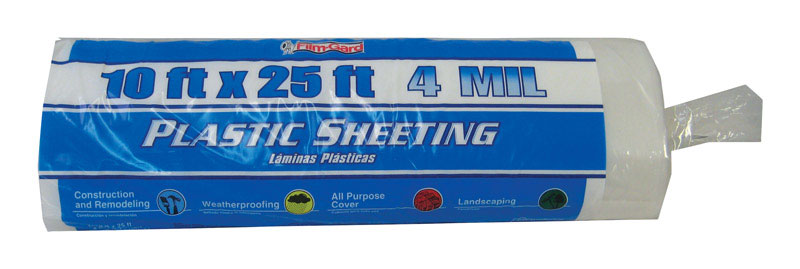 Film-Gard
10 ft x 25 ft 4 MIL
PLASTIC SHEETING
Láminas Plásticas
Construction and Remodeling
Weatherproofing
All Purpose Cover
Landscaping